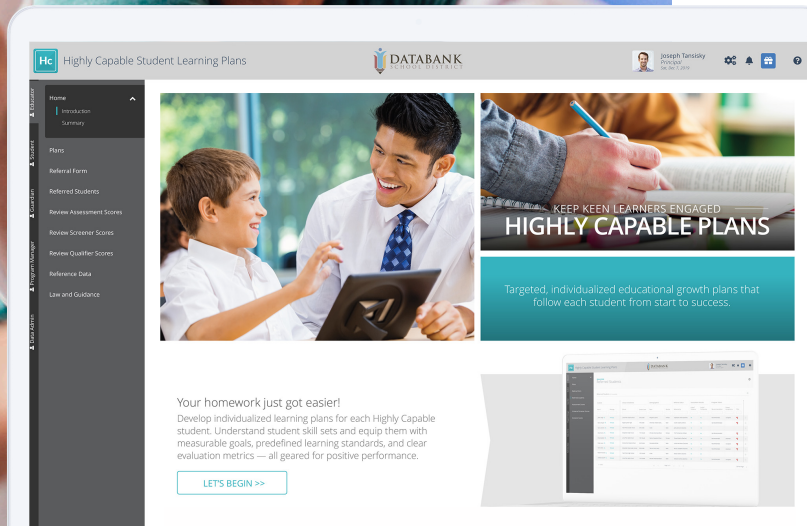 Hc Highly Capable Student Learning Plans
DATABANK
SCHOOL DISTRICT
Joseph Tansisky
Principal
Educator
Student
Guardian
Program Manager
Data Admin
Home
Introduction
Summary
Plans
Referral Form
Referred Students
Review Assessment Scores
Review Screener Scores
Review Qualifier Scores
Reference Data
Law and Guidance
KEEP KEEN LEARNERS ENGAGED
HIGHLY CAPABLE PLANS
Targeted, individualized educational growth plans that
follow each student from start to success.
Your homework just got easier!
Develop individualized learning plans for each Highly Capable
student. Understand student skill sets and equip them with
measurable goals, predefined learning standards, and clear
evaluation metrics — all geared for positive performance.
LET'S BEGIN >>